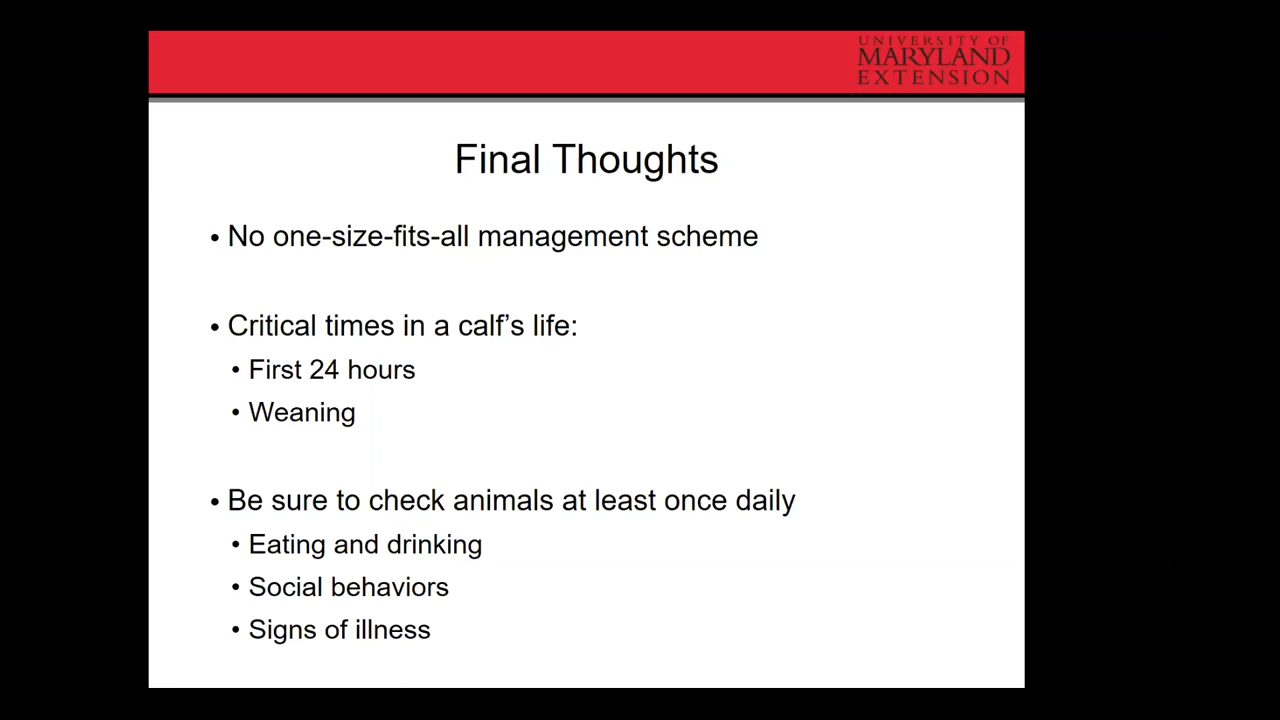 UNIVERSITY OF
MARYLAND
EXTENSION
Final Thoughts
• No one-size-fits-all management scheme
• Critical times in a calf’s life:
• First 24 hours
• Weaning
• Be sure to check animals at least once daily
• Eating and drinking
• Social behaviors
• Signs of illness